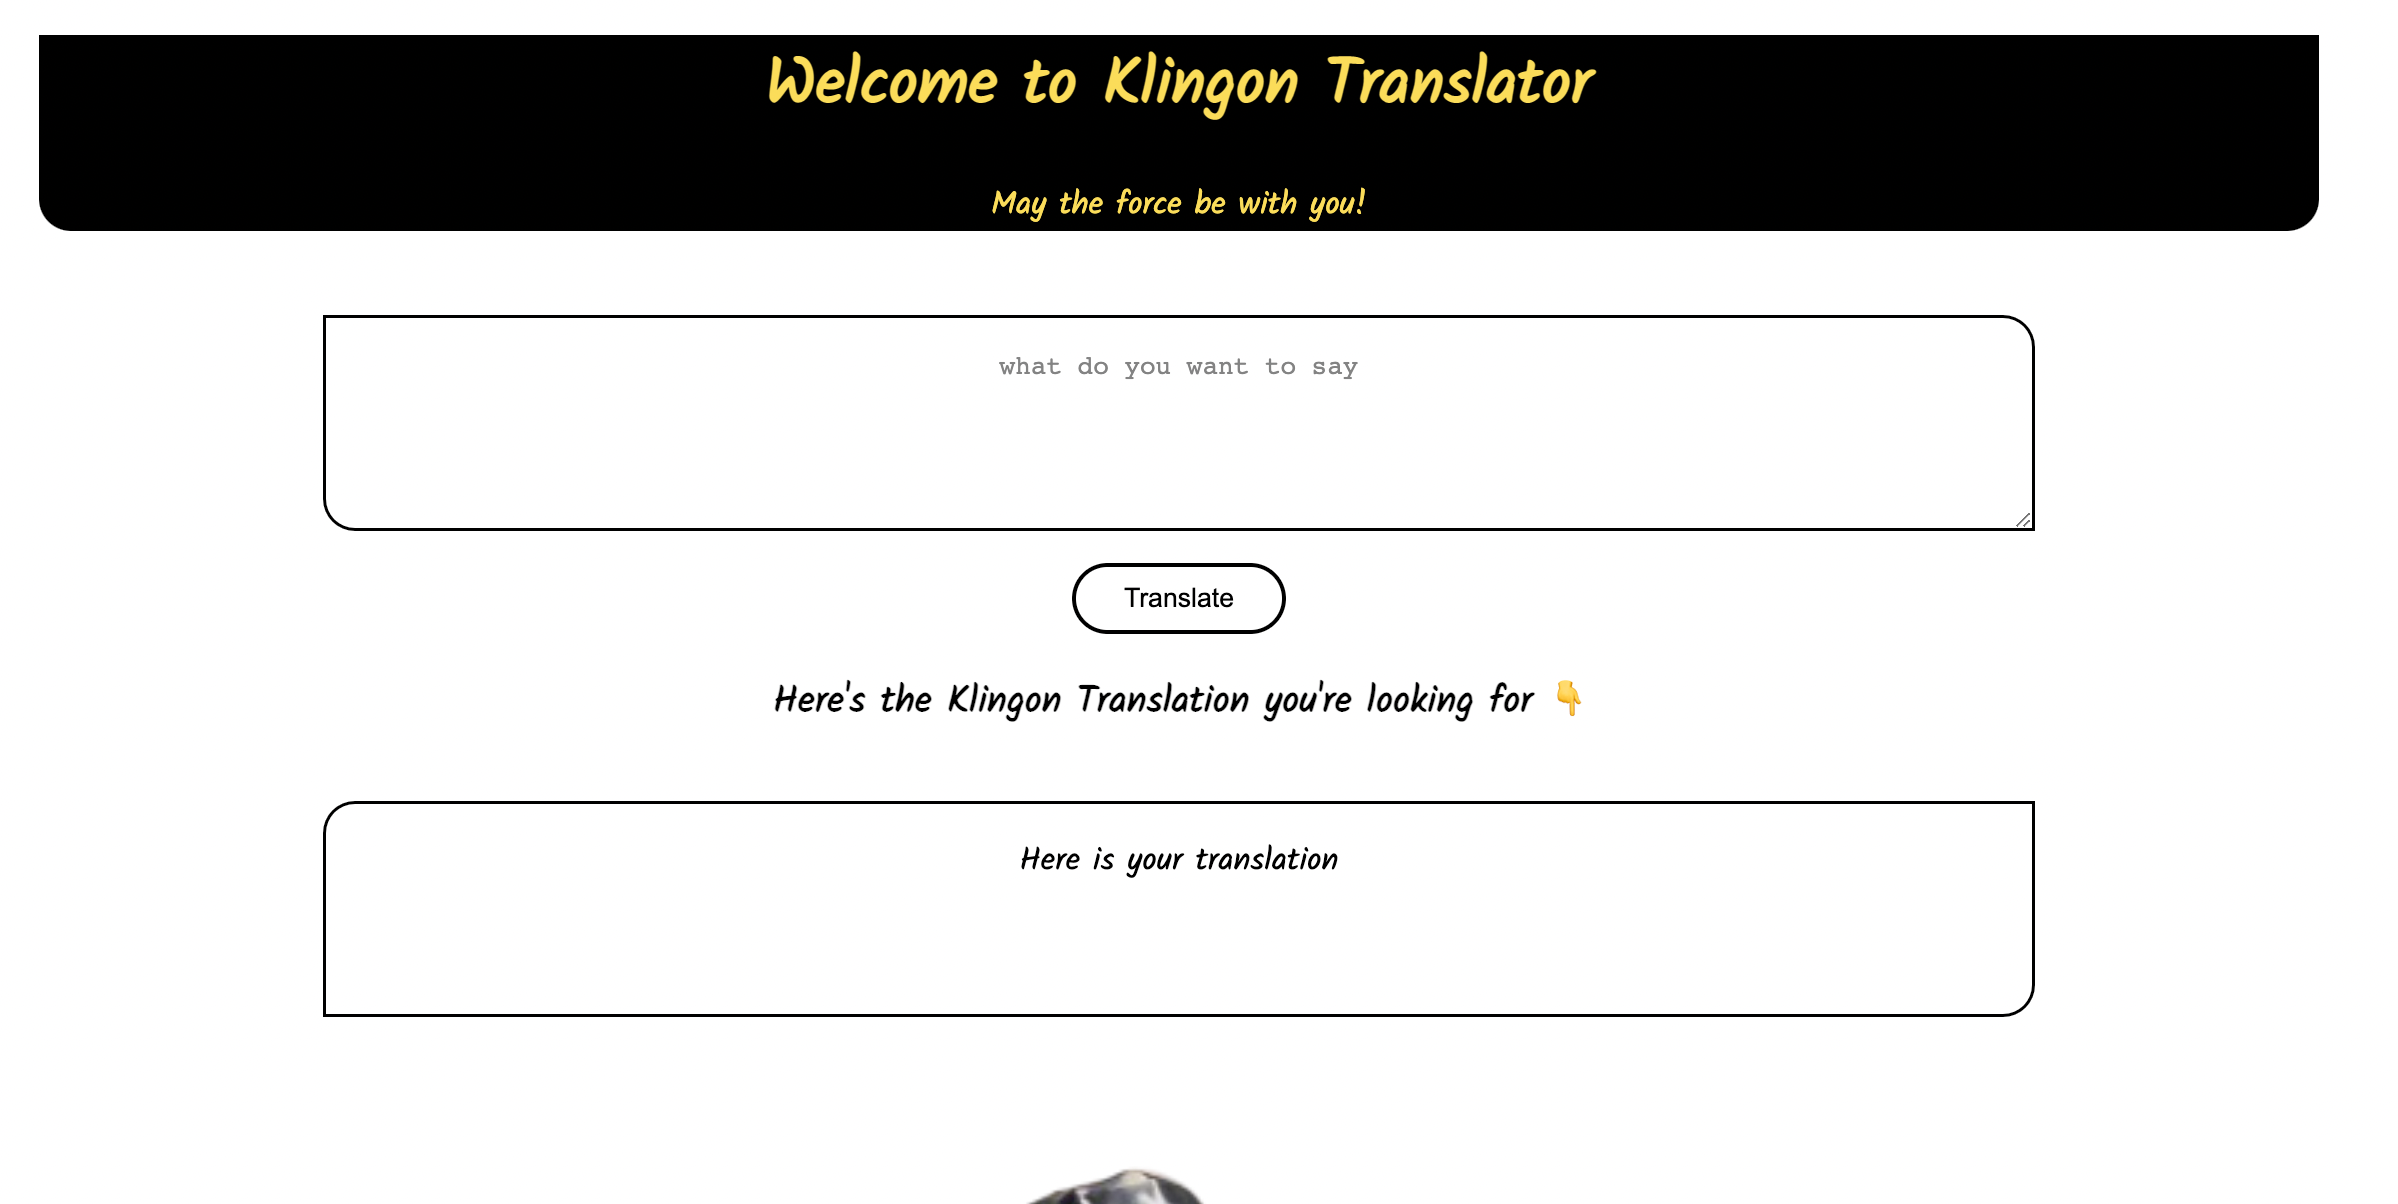 Welcome to Klingon Translator
May the force be with you!
what do you want to say
Translate
Here's the Klingon Translation you're looking for 👇
Here is your translation